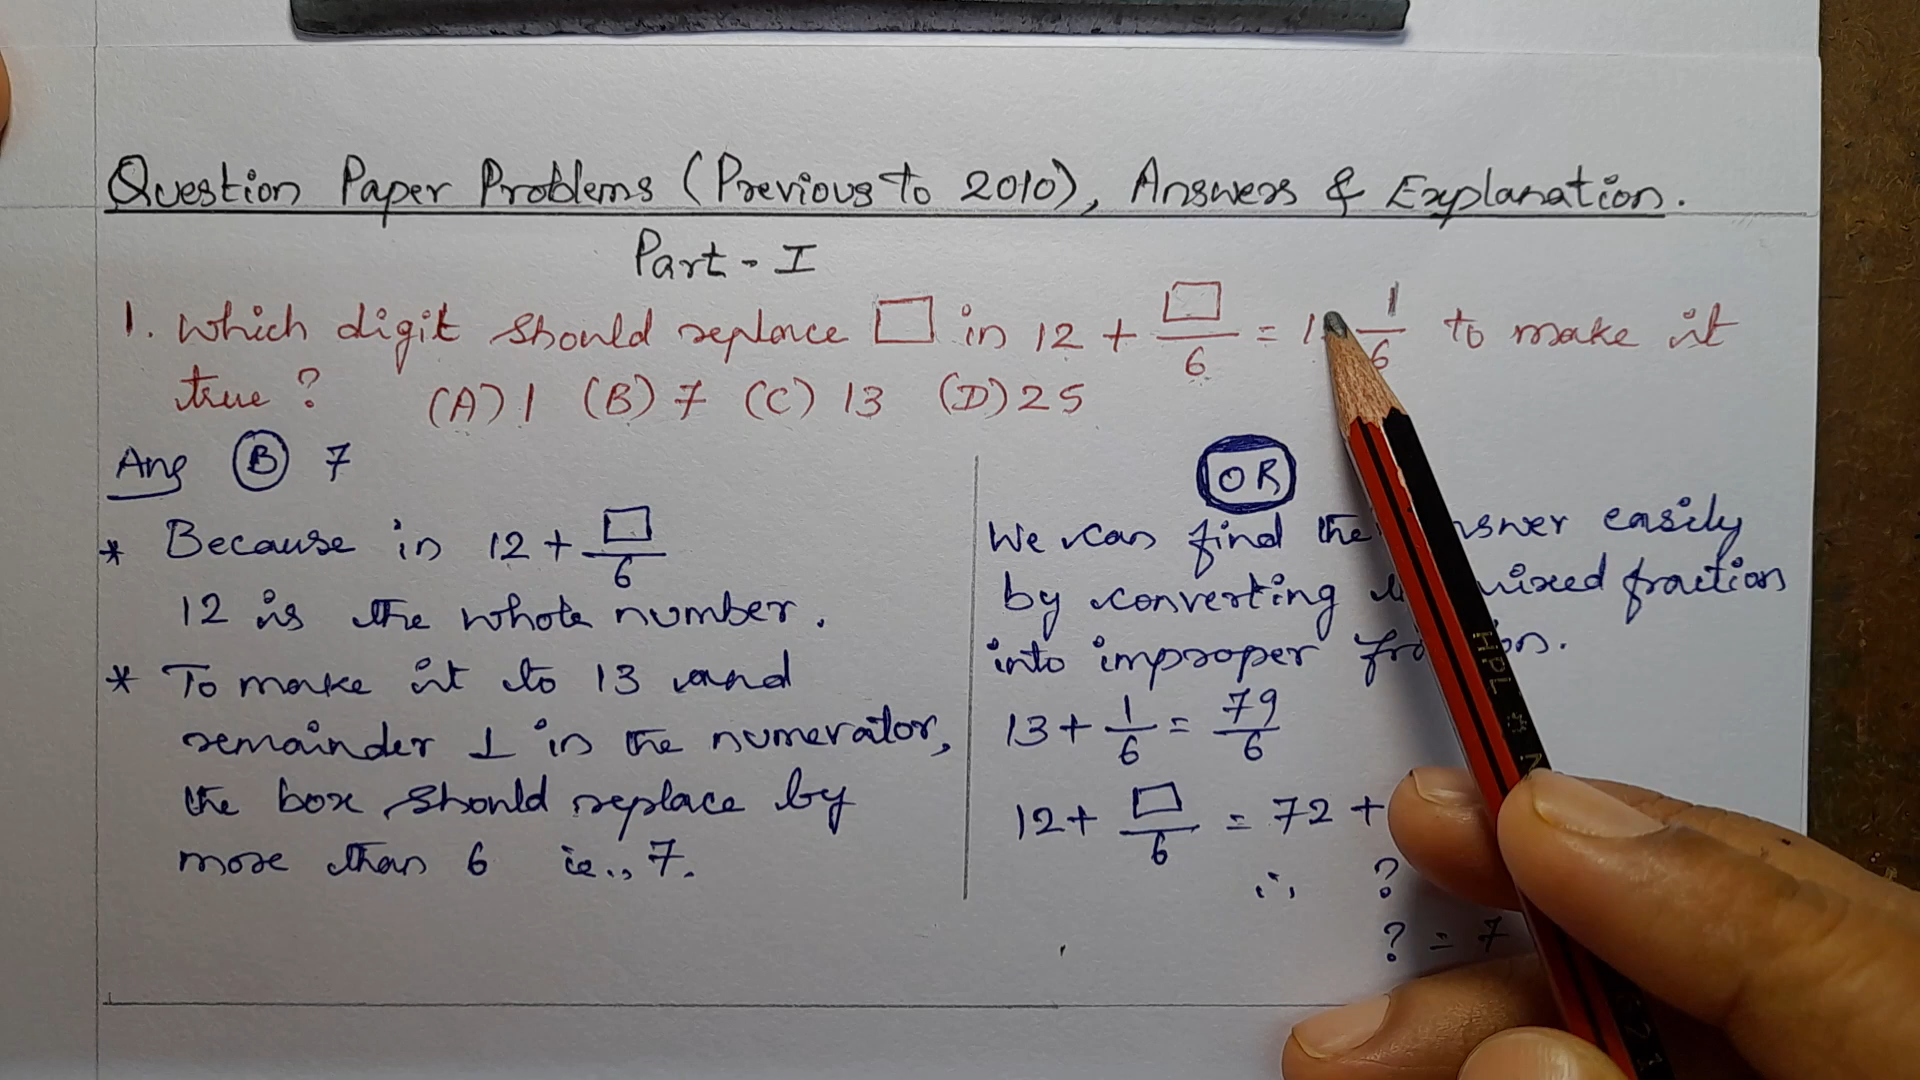 Question Paper Problems (Previous to 2010), Answers & Explanation.
Part - I
1. Which digit should replace □ in 12 + □/6 = 1 1/6 to make it
true? (A) 1 (B) 7 (C) 13 (D) 25
Ans (B) 7
* Because in 12 + □/6
12 is the whole number.
* To make it to 13 and
remainder 1 in the numerator,
the box should replace by
more than 6 ie., 7.
OR
We can find the answer easily
by converting mixed fraction
into improper
13 + 1/6 = 79/6
12 + □/6 = 72 +
∴ ?
? = 7
HPL